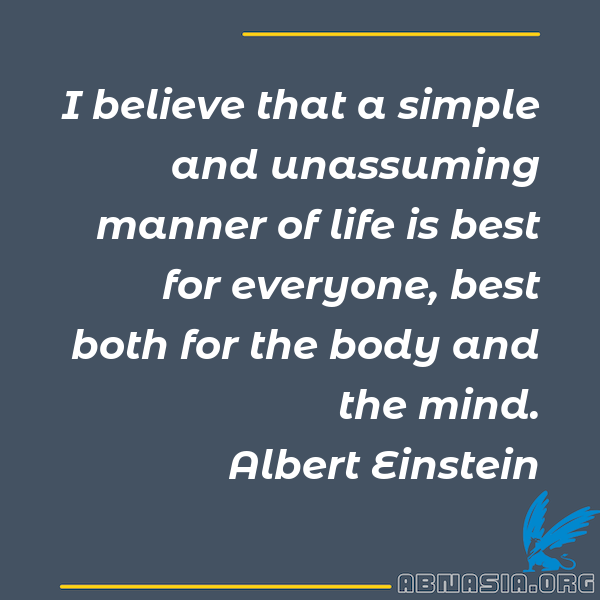 I believe that a simple
and unassuming
manner of life is best
for everyone, best
both for the body and
the mind.
Albert Einstein
ABNASIA.ORG